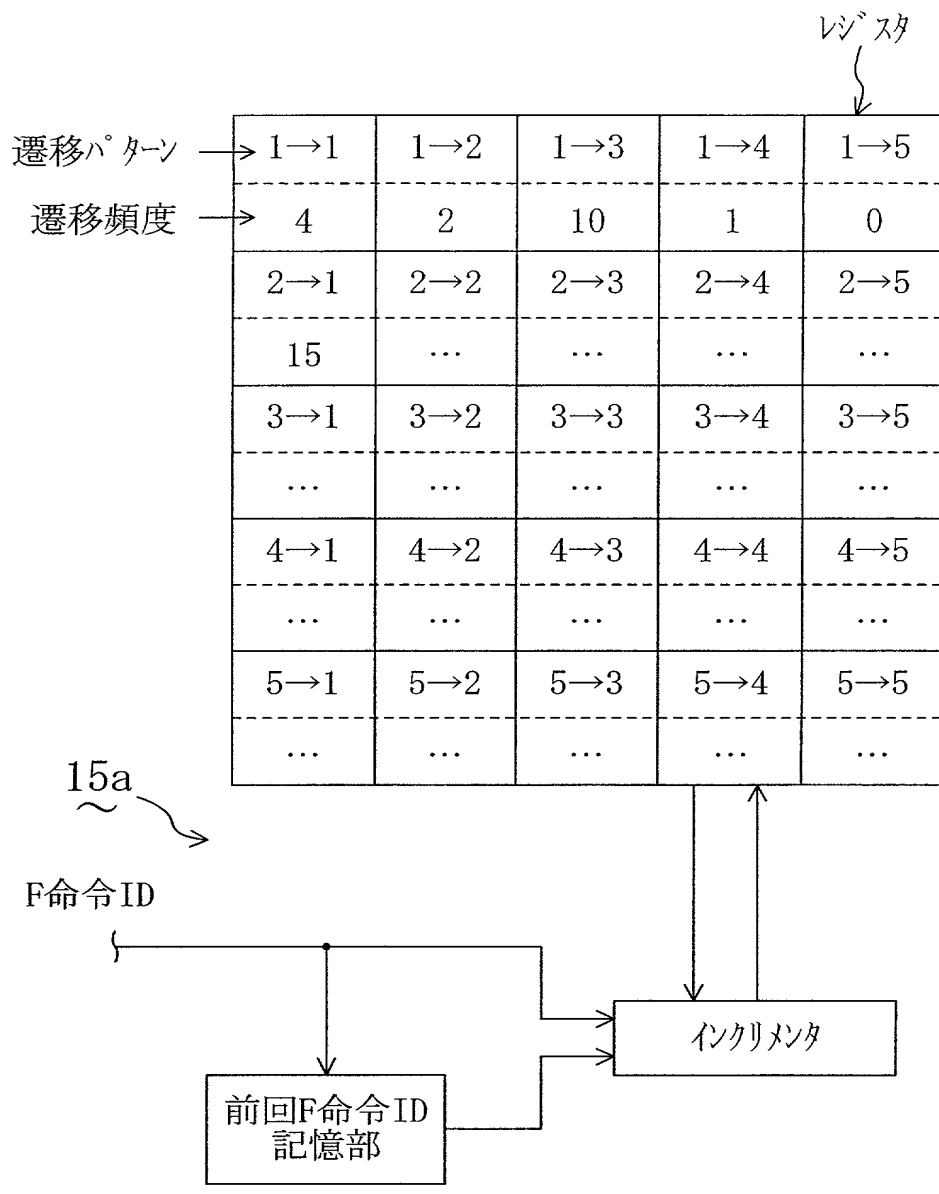 レジスタ
遷移パターン 1→1 1→2 1→3 1→4 1→5
遷移頻度 4 2 10 1 0
2→1 2→2 2→3 2→4 2→5
15 … … … …
3→1 3→2 3→3 3→4 3→5
… … … … …
4→1 4→2 4→3 4→4 4→5
… … … … …
5→1 5→2 5→3 5→4 5→5
… … … … …
15a
F命令ID
インクリメンタ
前回F命令ID
記憶部